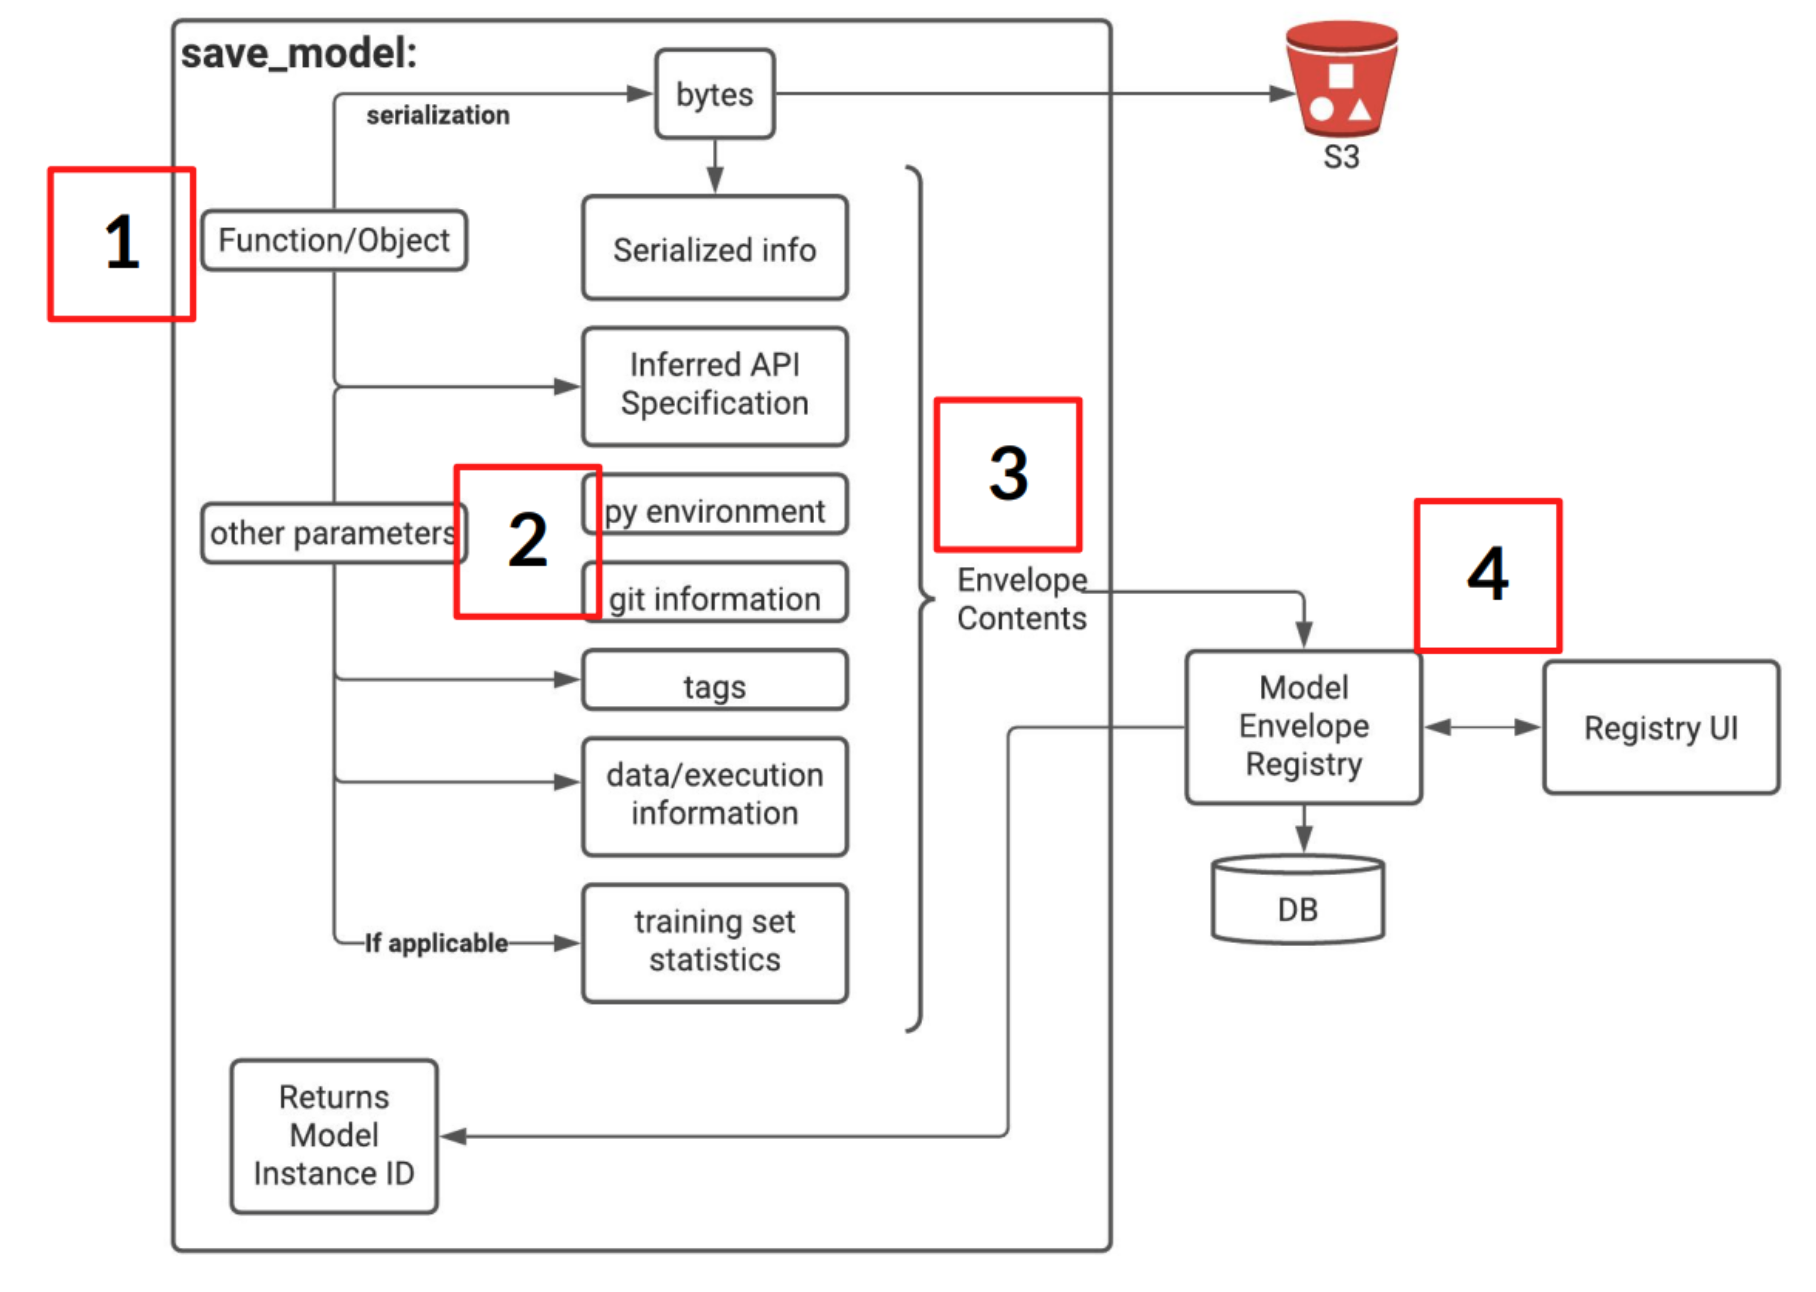 save_model:
bytes
serialization
S3
1
Function/Object
Serialized info
Inferred API
Specification
3
2
py environment
other parameters
4
git information
Envelope
Contents
tags
Model
Envelope
Registry
Registry UI
data/execution
information
DB
If applicable
training set
statistics
Returns
Model
Instance ID